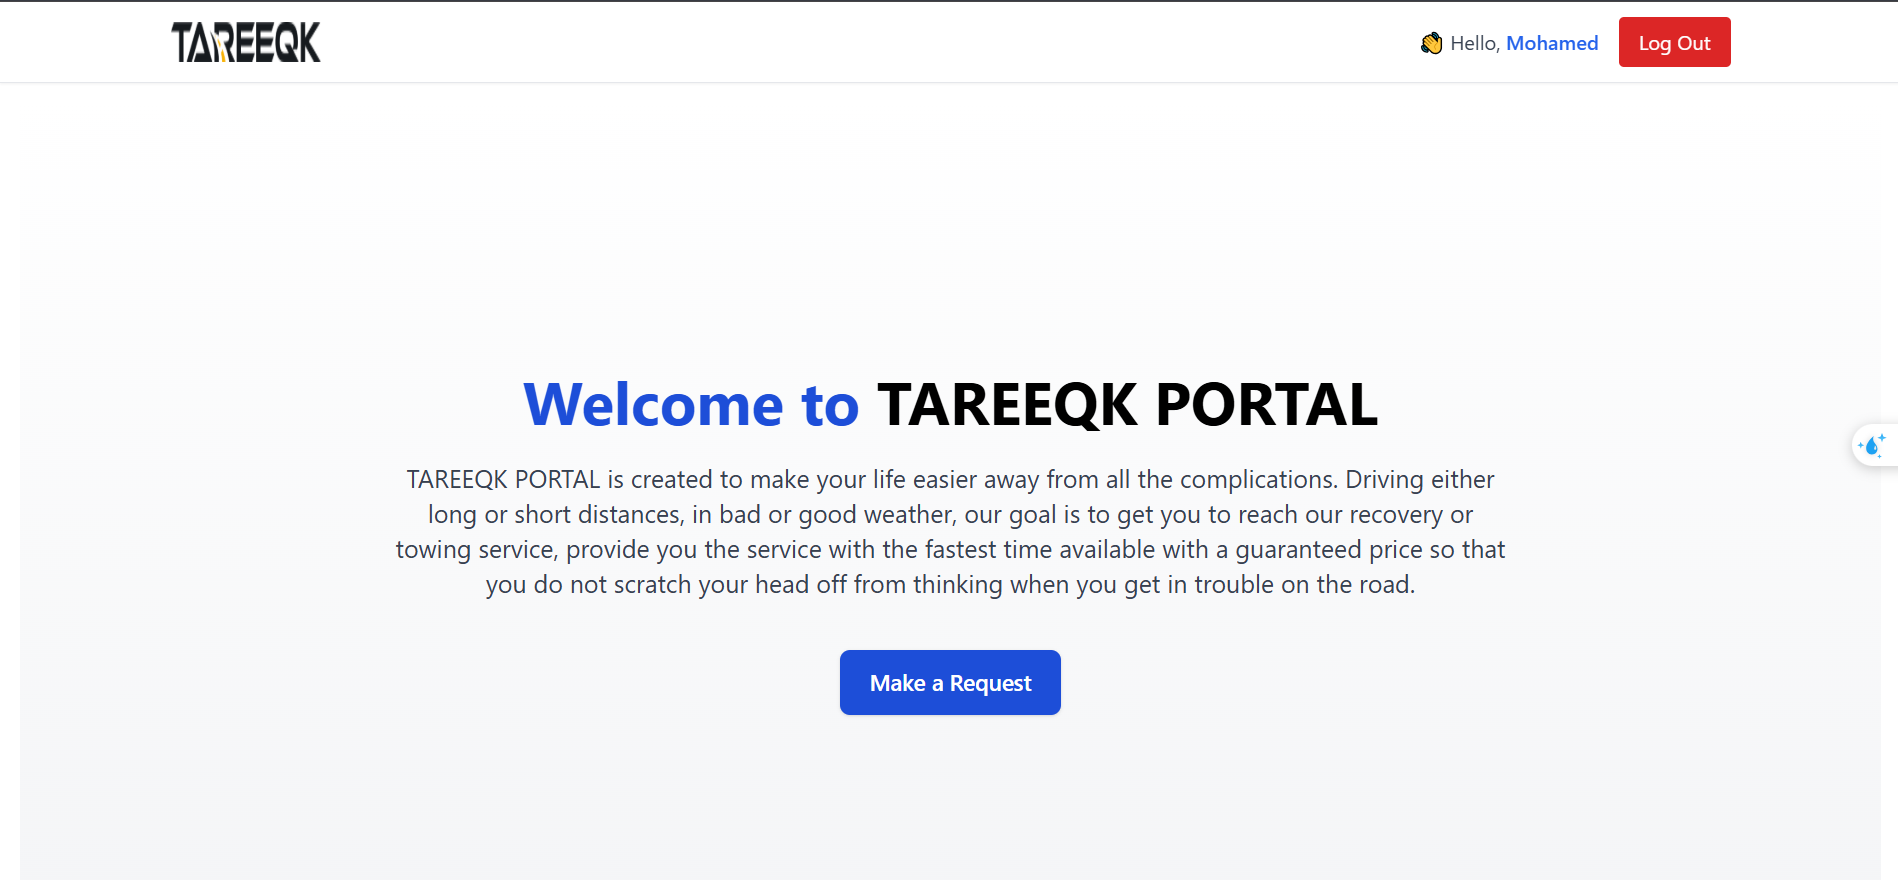 TAREEQK
👋 Hello, Mohamed
Log Out
Welcome to TAREEQK PORTAL
TAREEQK PORTAL is created to make your life easier away from all the complications. Driving either
long or short distances, in bad or good weather, our goal is to get you to reach our recovery or
towing service, provide you the service with the fastest time available with a guaranteed price so that
you do not scratch your head off from thinking when you get in trouble on the road.
Make a Request